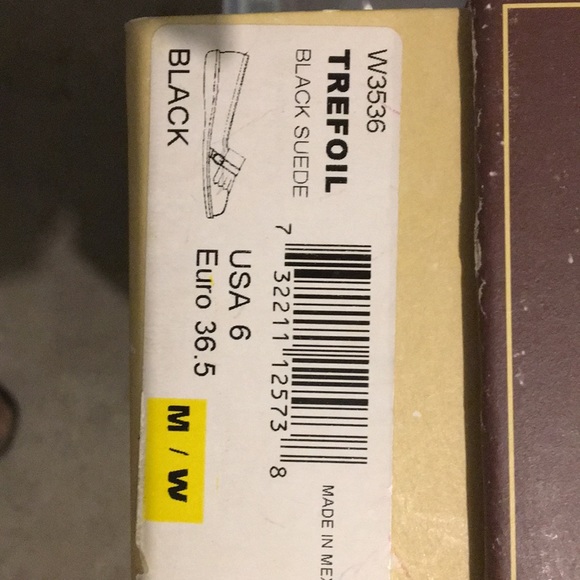 W3536
TREFOIL
BLACK SUEDE
BLACK
7 32211 12573 8
USA 6
Euro 36.5
M / W
MADE IN MEX